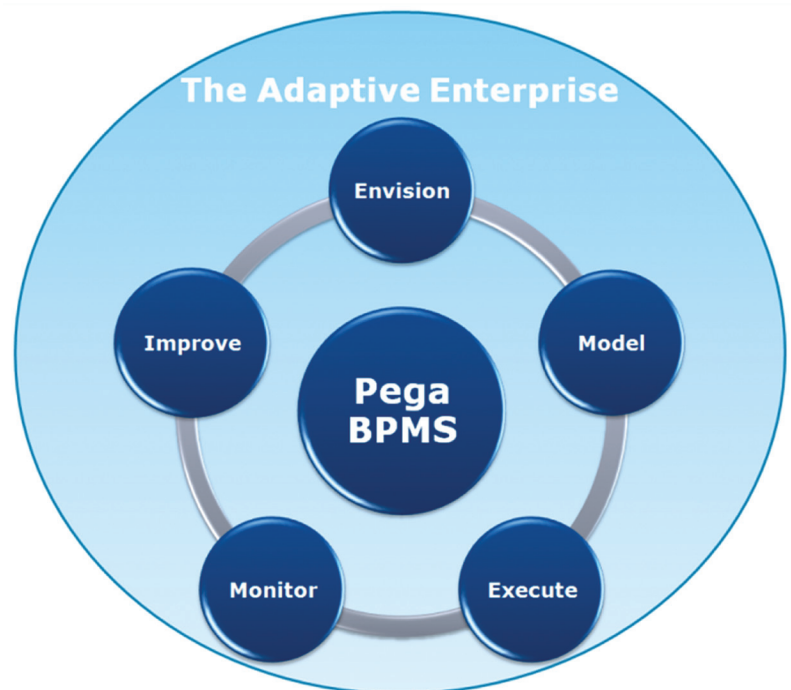 The Adaptive Enterprise
Envision
Improve
Model
Pega
BPMS
Monitor
Execute